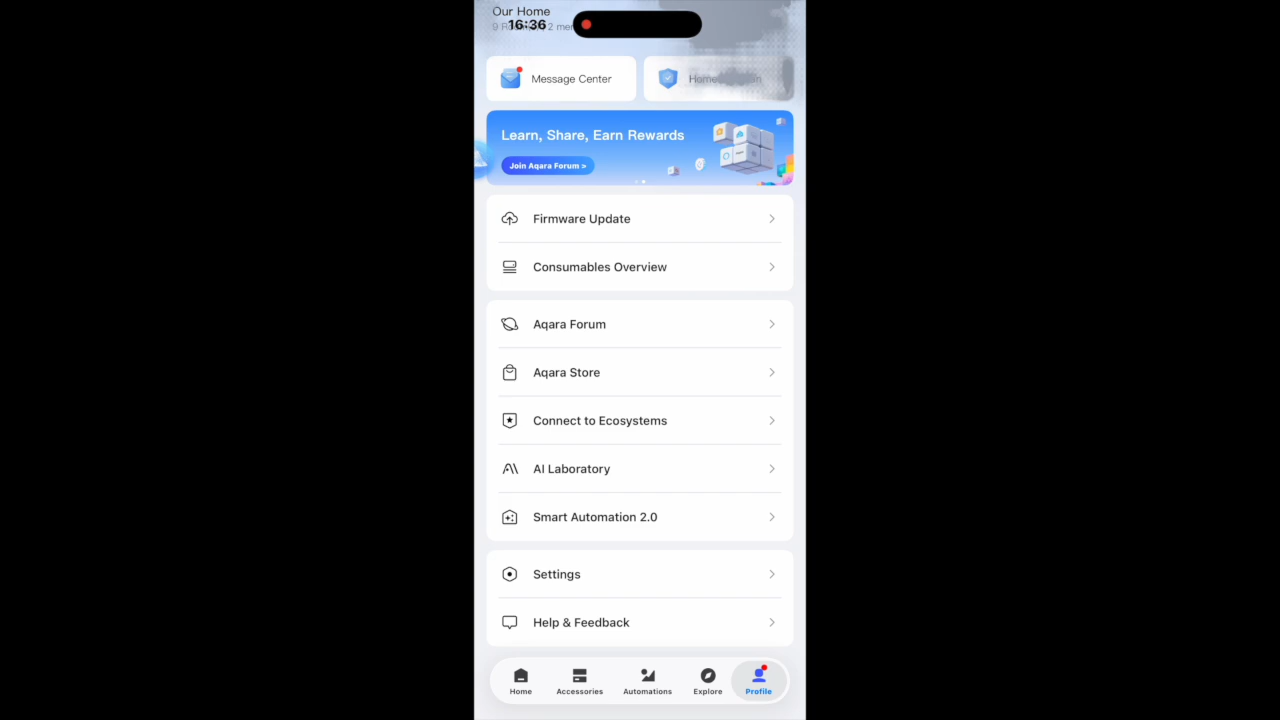 Our Home
16:36
9 2
Message Center
Learn, Share, Earn Rewards
Join Aqara Forum >
Firmware Update
Consumables Overview
Aqara Forum
Aqara Store
Connect to Ecosystems
AI Laboratory
Smart Automation 2.0
Settings
Help & Feedback
Home
Accessories
Automations
Explore
Profile